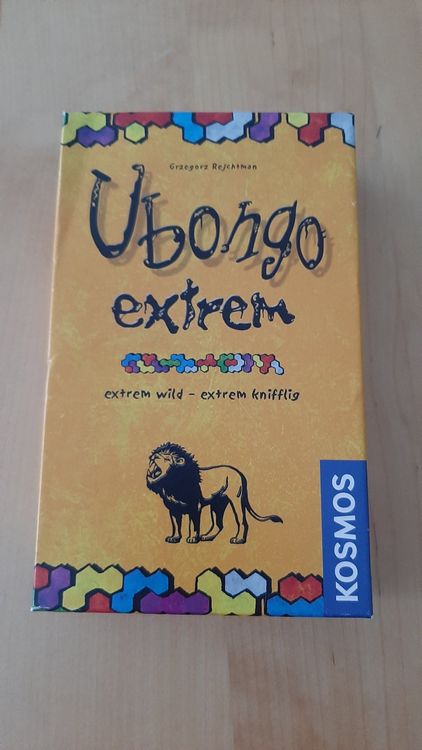 Grzegorz Rejchtman
Ubongo
extrem
extrem wild – extrem knifflig
KOSMOS